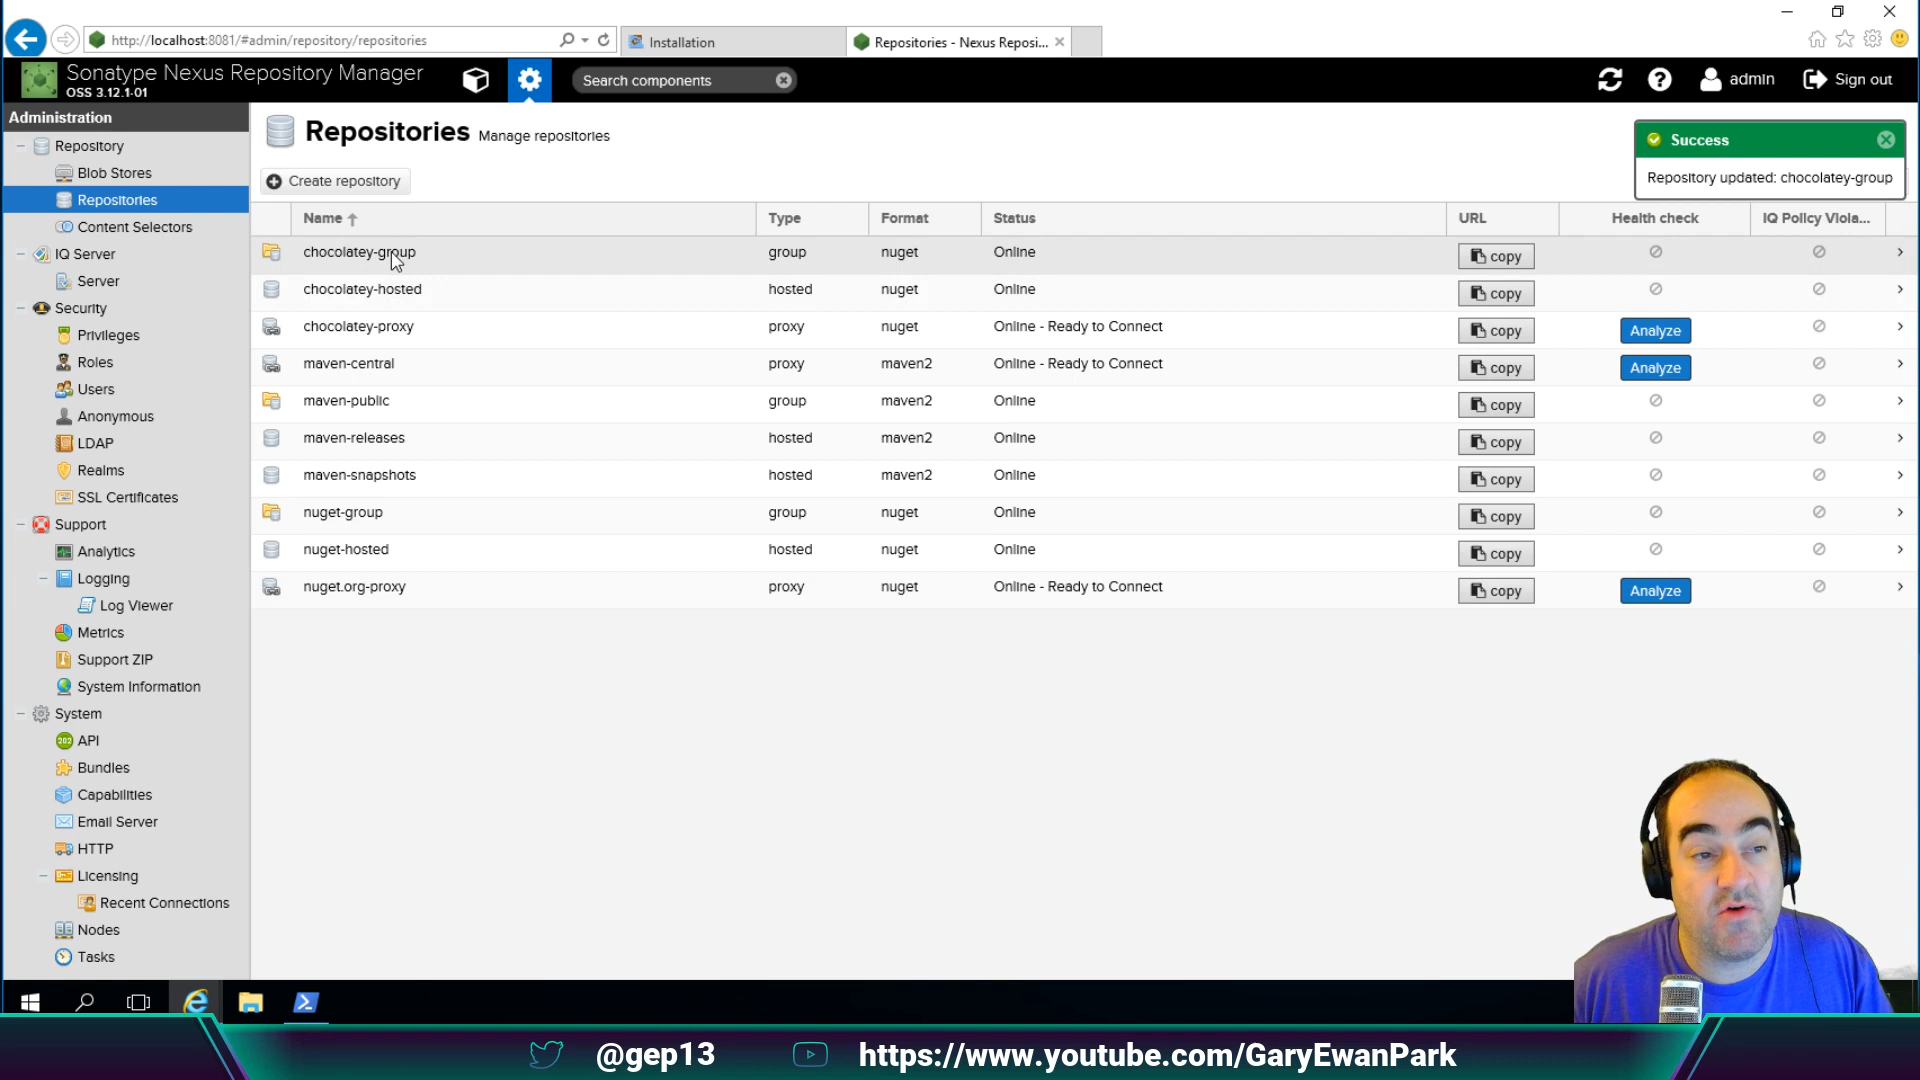 http://localhost:8081/#admin/repository/repositories
Installation
Repositories - Nexus Reposi...
Sonatype Nexus Repository Manager
OSS 3.12.1-01
Search components
admin
Sign out
Administration
Repository
Blob Stores
Repositories
Content Selectors
IQ Server
Server
Security
Privileges
Roles
Users
Anonymous
LDAP
Realms
SSL Certificates
Support
Analytics
Logging
Log Viewer
Metrics
Support ZIP
System Information
System
API
Bundles
Capabilities
Email Server
HTTP
Licensing
Recent Connections
Nodes
Tasks
Repositories Manage repositories
Success
Repository updated: chocolatey-group
Create repository
Name Type Format Status URL Health check IQ Policy Viola...
chocolatey-group group nuget Online copy
chocolatey-hosted hosted nuget Online copy
chocolatey-proxy proxy nuget Online - Ready to Connect copy Analyze
maven-central proxy maven2 Online - Ready to Connect copy Analyze
maven-public group maven2 Online copy
maven-releases hosted maven2 Online copy
maven-snapshots hosted maven2 Online copy
nuget-group group nuget Online copy
nuget-hosted hosted nuget Online copy
nuget.org-proxy proxy nuget Online - Ready to Connect copy Analyze
@gep13
https://www.youtube.com/GaryEwanPark